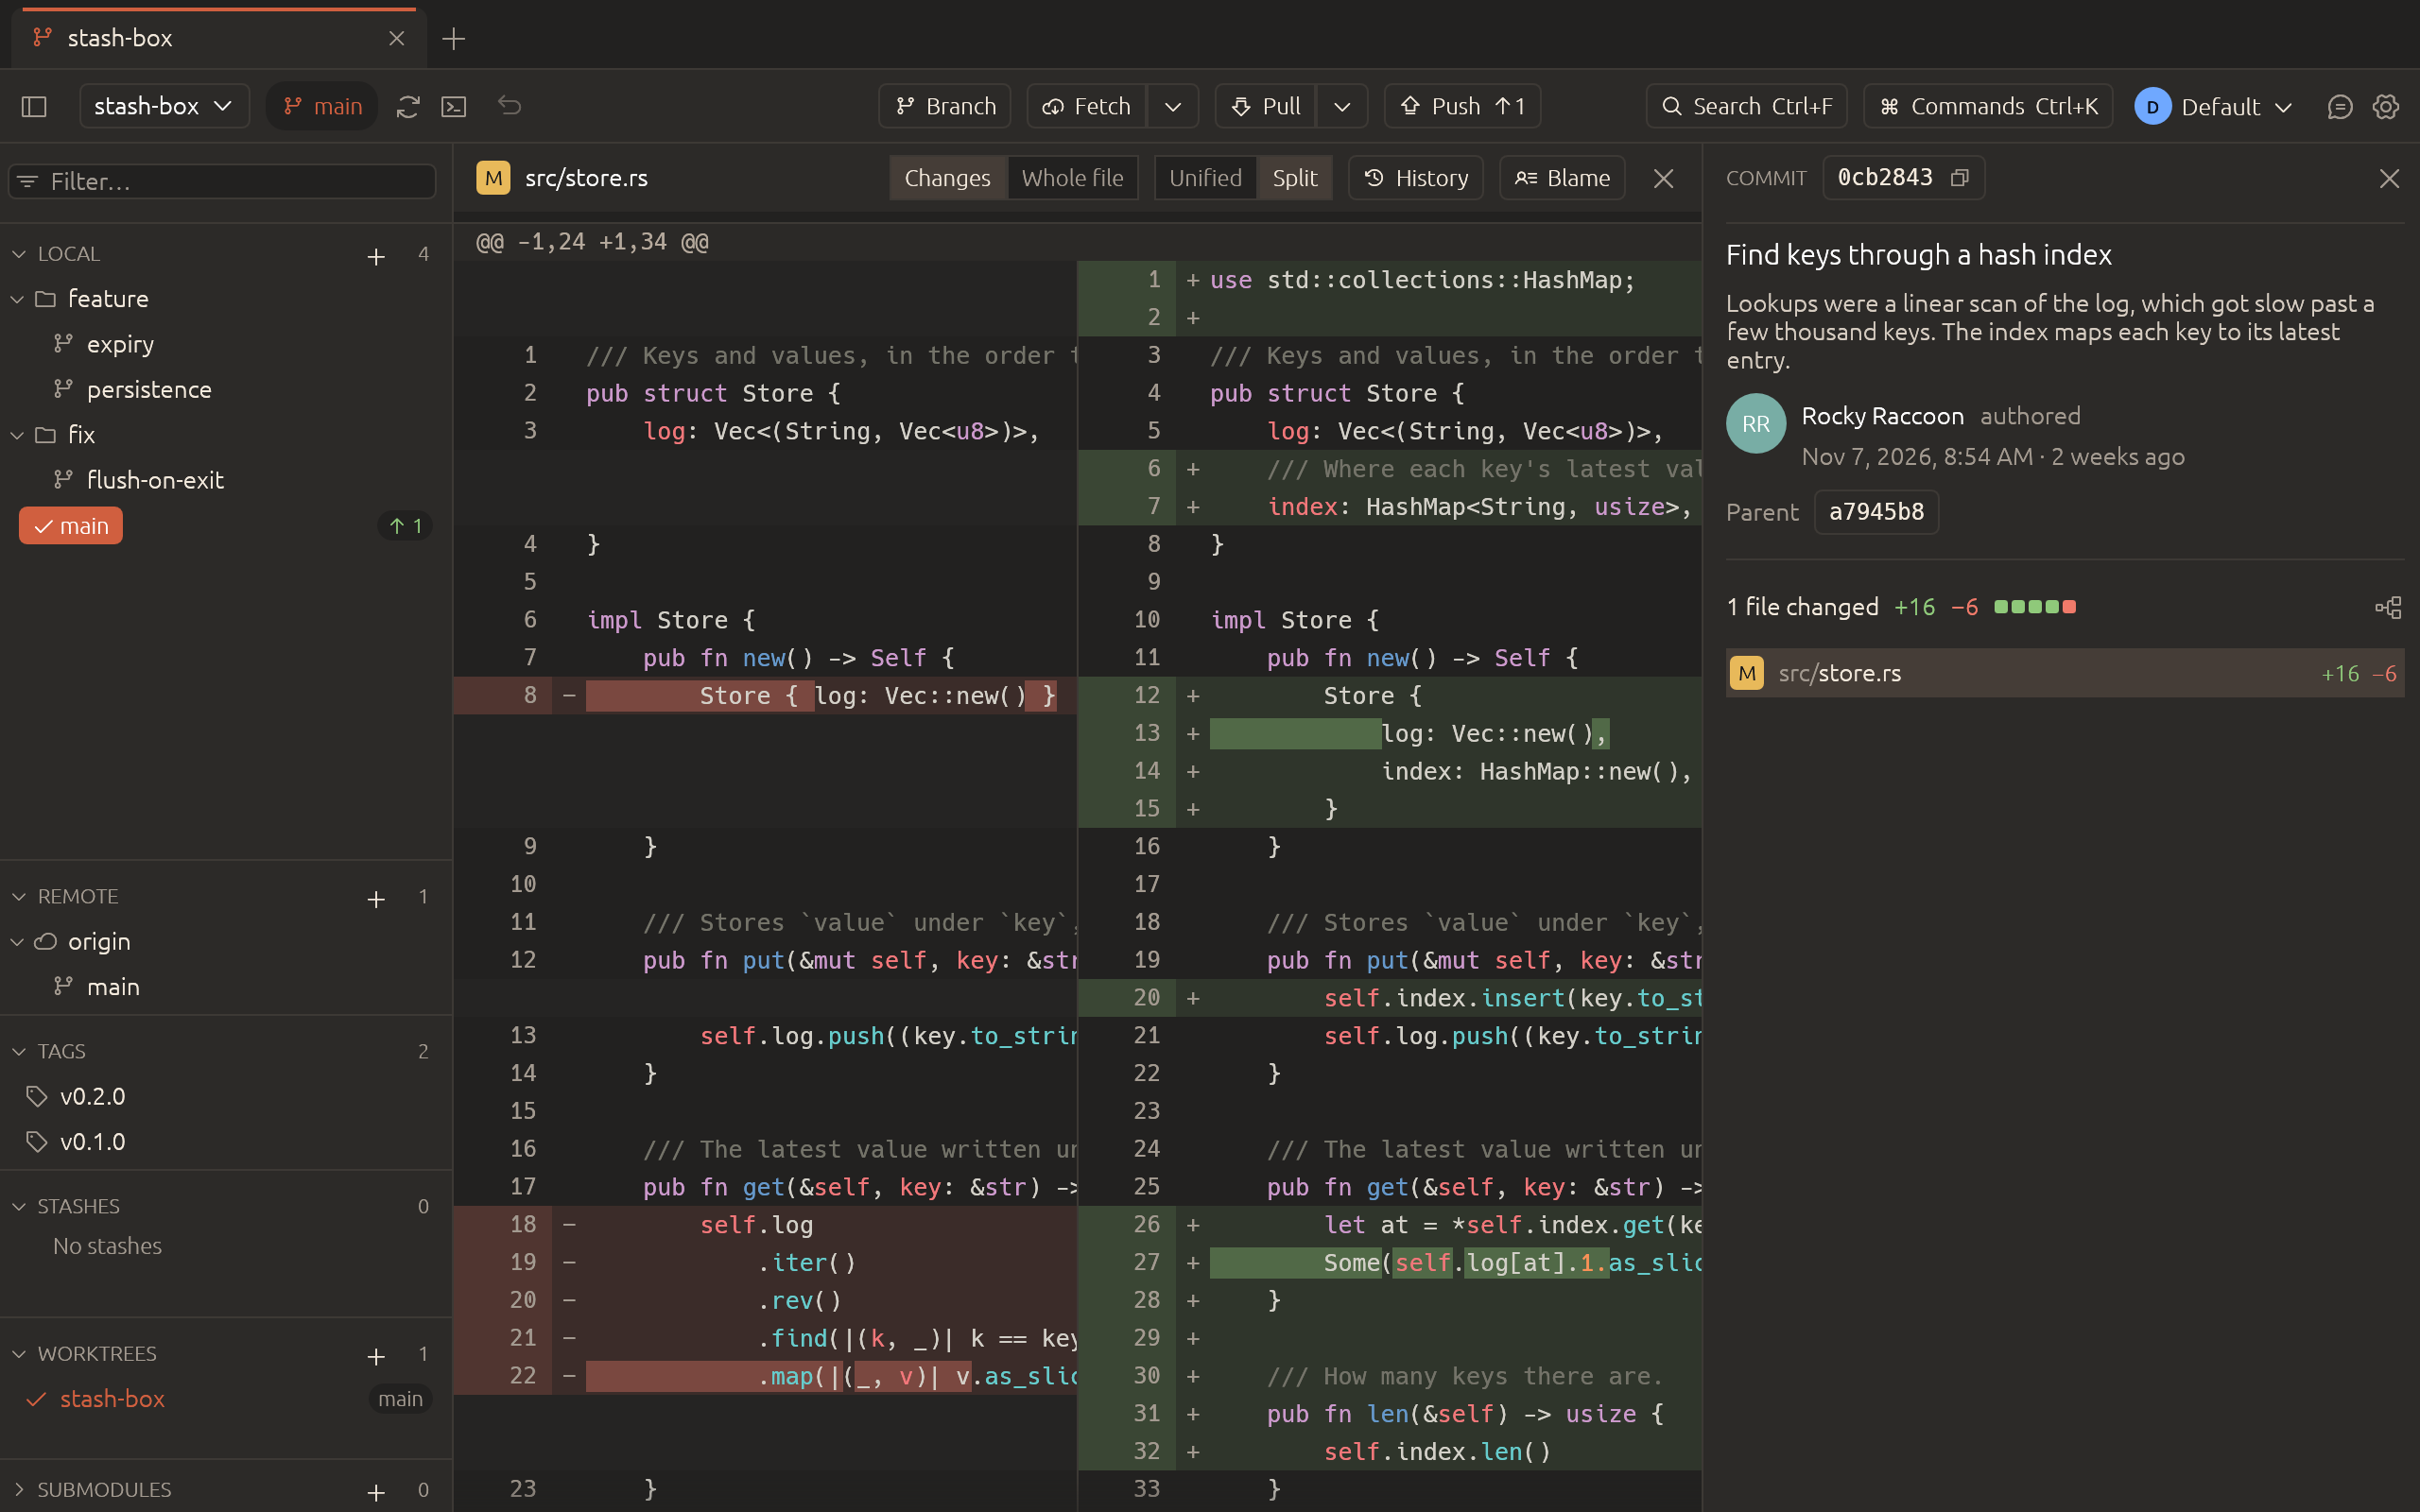 stash-box
stash-box main Branch Fetch Pull Push ↑1 Search Ctrl+F Commands Ctrl+K D Default
Filter…
LOCAL + 4
feature
expiry
persistence
fix
flush-on-exit
main ↑ 1
REMOTE + 1
origin
main
TAGS 2
v0.2.0
v0.1.0
STASHES 0
No stashes
WORKTREES + 1
stash-box main
SUBMODULES + 0
M src/store.rs Changes Whole file Unified Split History Blame
@@ -1,24 +1,34 @@
1 /// Keys and values, in the order
2 pub struct Store {
3 log: Vec<(String, Vec<u8>)>,
4 }
5
6 impl Store {
7 pub fn new() -> Self {
8 − Store { log: Vec::new() }
9 }
10
11 /// Stores `value` under `key`,
12 pub fn put(&mut self, key: &str
13 self.log.push((key.to_strin
14 }
15
16 /// The latest value written un
17 pub fn get(&self, key: &str) ->
18 − self.log
19 − .iter()
20 − .rev()
21 − .find(|(k, _)| k == key
22 − .map(|(_, v)| v.as_slic
23 }
1 + use std::collections::HashMap;
2 +
3 /// Keys and values, in the order
4 pub struct Store {
5 log: Vec<(String, Vec<u8>)>,
6 + /// Where each key's latest val
7 + index: HashMap<String, usize>,
8 }
9
10 impl Store {
11 pub fn new() -> Self {
12 + Store {
13 + log: Vec::new(),
14 + index: HashMap::new(),
15 + }
16 }
17
18 /// Stores `value` under `key`,
19 pub fn put(&mut self, key: &str
20 + self.index.insert(key.to_st
21 self.log.push((key.to_strin
22 }
23
24 /// The latest value written un
25 pub fn get(&self, key: &str) ->
26 + let at = *self.index.get(ke
27 + Some(self.log[at].1.as_slic
28 + }
29 +
30 + /// How many keys there are.
31 + pub fn len(&self) -> usize {
32 + self.index.len()
33 }
COMMIT 0cb2843
Find keys through a hash index
Lookups were a linear scan of the log, which got slow past a
few thousand keys. The index maps each key to its latest
entry.
RR Rocky Raccoon authored
Nov 7, 2026, 8:54 AM · 2 weeks ago
Parent a7945b8
1 file changed +16 −6
M src/store.rs +16 −6